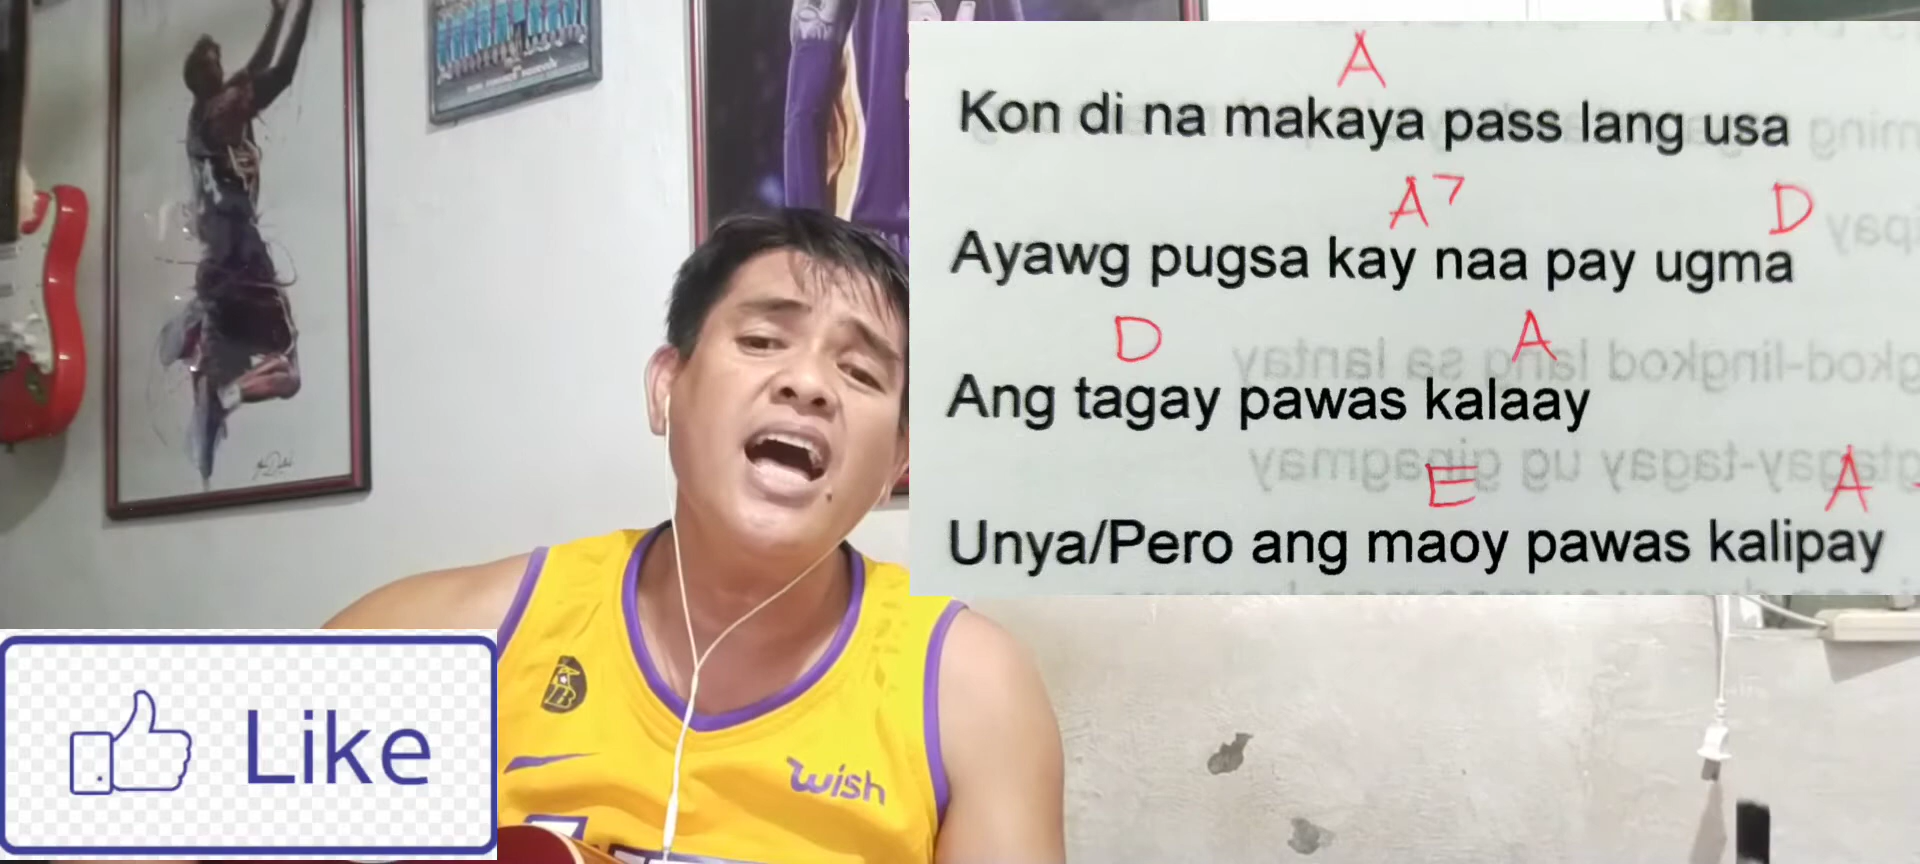 A
Kon di na makaya pass lang usa
A7 D
Ayawg pugsa kay naa pay ugma
D A
Ang tagay pawas kalaay
E A
Unya/Pero ang maoy pawas kalipay
Like
wish